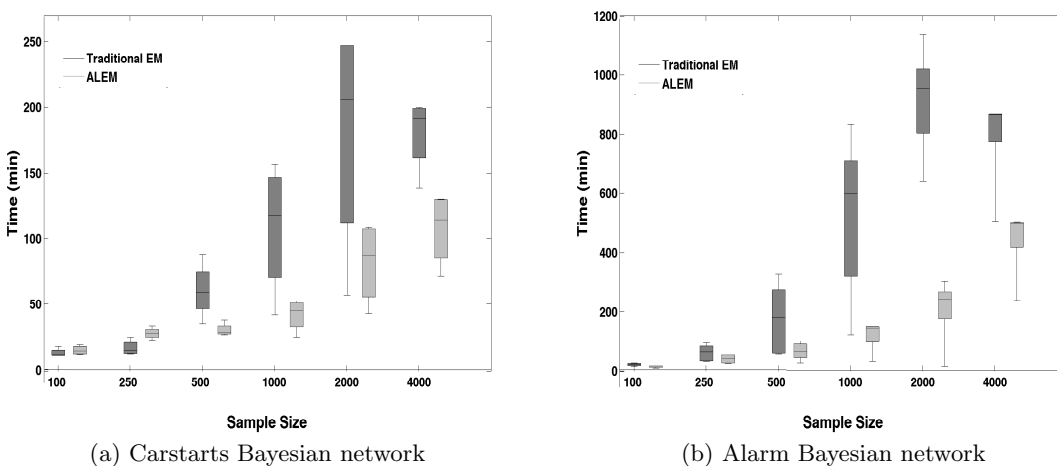 250
200
150
100
50
0
Time (min)
Traditional EM
ALEM
100 250 500 1000 2000 4000
Sample Size
(a) Carstarts Bayesian network
1200
1000
800
600
400
200
0
Time (min)
Traditional EM
ALEM
100 250 500 1000 2000 4000
Sample Size
(b) Alarm Bayesian network